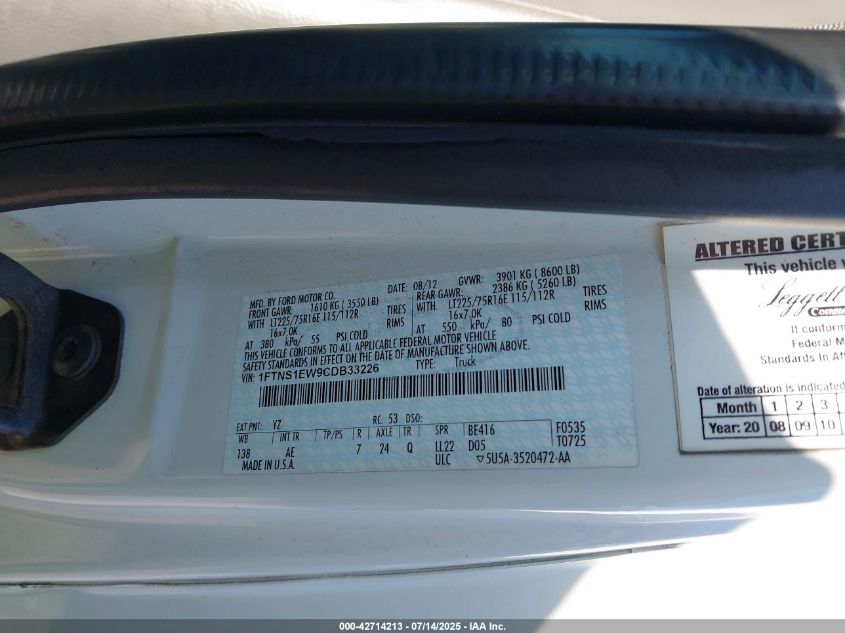 MFD. BY FORD MOTOR CO.
DATE: 08/12 GVWR: 3901 KG ( 8600 LB)
FRONT GAWR: 1610 KG ( 3550 LB)
REAR GAWR: 2386 KG ( 5260 LB)
WITH LT225/75R16E 115/112R TIRES
WITH LT225/75R16E 115/112R TIRES
16x7.0K RIMS
16x7.0K RIMS
AT 380 kPa/ 55 PSI COLD
AT 550 kPa/ 80 PSI COLD
THIS VEHICLE CONFORMS TO ALL APPLICABLE FEDERAL MOTOR VEHICLE
SAFETY STANDARDS IN EFFECT ON THE DATE OF MANUFACTURE SHOWN ABOVE.
VIN: 1FTNS1EW9CDB33226 TYPE: Truck
EXT PNT: YZ RC: 53 DSO:
WB INT TR TP/PS R AXLE TR SPR BE416 F0535
138 AE 7 24 Q LL22 D05 T0725
MADE IN U.S.A. ULC ▽5U5A-3520472-AA
ALTERED CERT
This vehicle
Leggett
Comm
It conform
Federal M
Standards in Aff
Date of alteration is indicated
Month 1 2 3
Year: 20 08 09 10
000-42714213 - 07/14/2025 - IAA Inc.